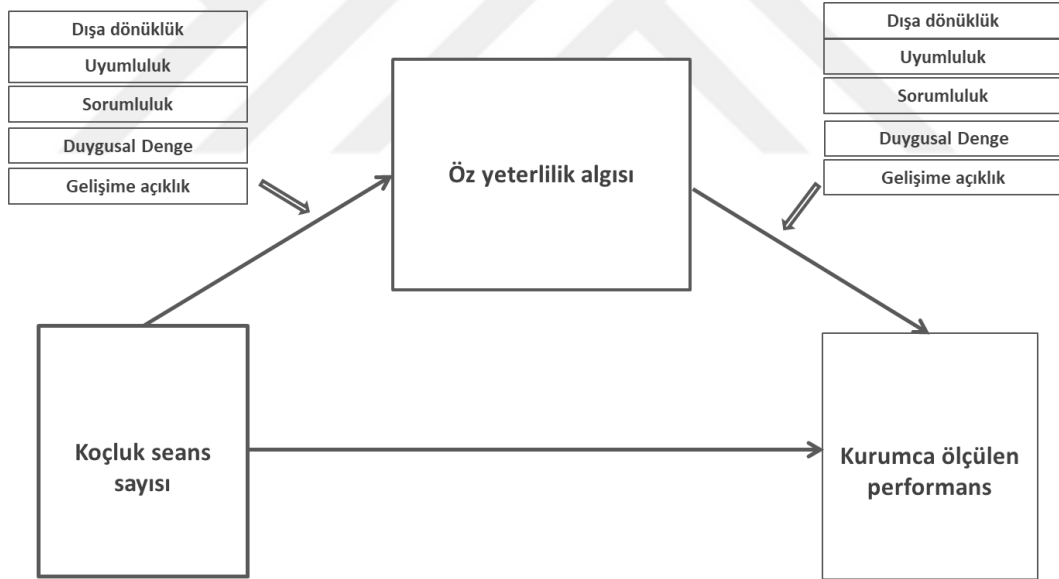 Dışa dönüklük
Uyumluluk
Sorumluluk
Duygusal Denge
Gelişime açıklık
Dışa dönüklük
Uyumluluk
Sorumluluk
Duygusal Denge
Gelişime açıklık
Öz yeterlilik algısı
Koçluk seans
sayısı
Kurumca ölçülen
performans